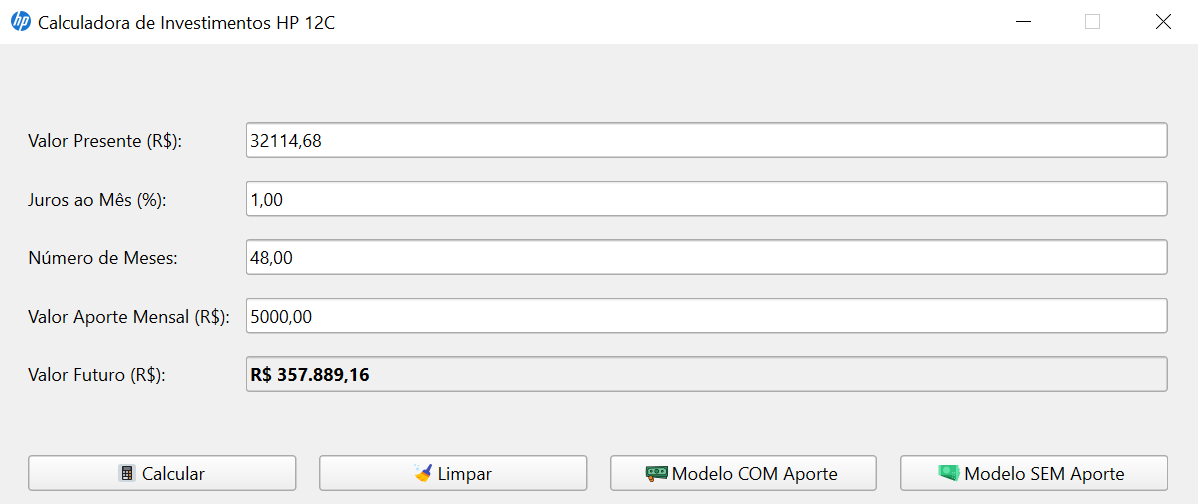 hp Calculadora de Investimentos HP 12C
Valor Presente (R$): 32114,68
Juros ao Mês (%): 1,00
Número de Meses: 48,00
Valor Aporte Mensal (R$): 5000,00
Valor Futuro (R$): R$ 357.889,16
Calcular Limpar Modelo COM Aporte Modelo SEM Aporte